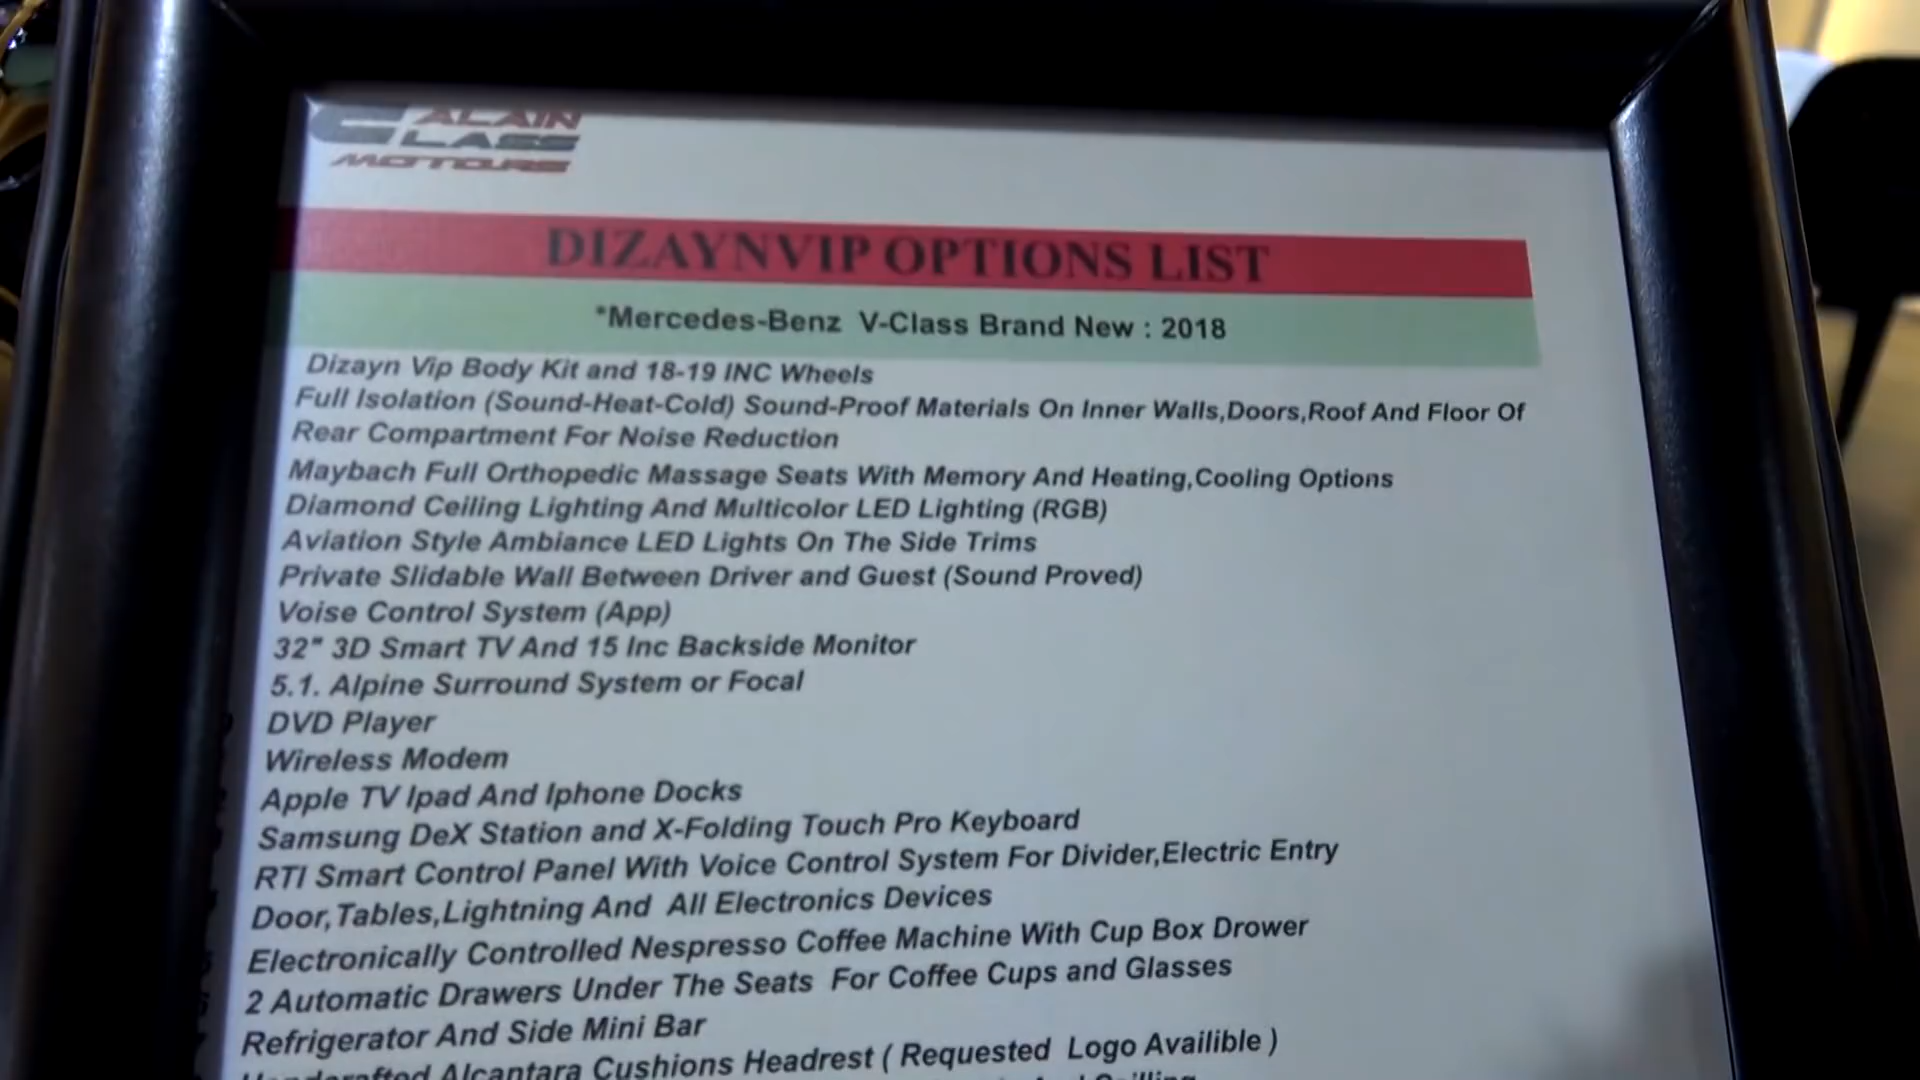 ALAIN
CLASS
MOTORS
DIZAYNVIP OPTIONS LIST
*Mercedes-Benz V-Class Brand New : 2018
Dizayn Vip Body Kit and 18-19 INC Wheels
Full Isolation (Sound-Heat-Cold) Sound-Proof Materials On Inner Walls,Doors,Roof And Floor Of
Rear Compartment For Noise Reduction
Maybach Full Orthopedic Massage Seats With Memory And Heating,Cooling Options
Diamond Ceiling Lighting And Multicolor LED Lighting (RGB)
Aviation Style Ambiance LED Lights On The Side Trims
Private Slidable Wall Between Driver and Guest (Sound Proved)
Voise Control System (App)
32" 3D Smart TV And 15 Inc Backside Monitor
5.1. Alpine Surround System or Focal
DVD Player
Wireless Modem
Apple TV Ipad And Iphone Docks
Samsung DeX Station and X-Folding Touch Pro Keyboard
RTI Smart Control Panel With Voice Control System For Divider,Electric Entry
Door,Tables,Lightning And All Electronics Devices
Electronically Controlled Nespresso Coffee Machine With Cup Box Drower
2 Automatic Drawers Under The Seats For Coffee Cups and Glasses
Refrigerator And Side Mini Bar
Handcrafted Alcantara Cushions Headrest ( Requested Logo Availible )